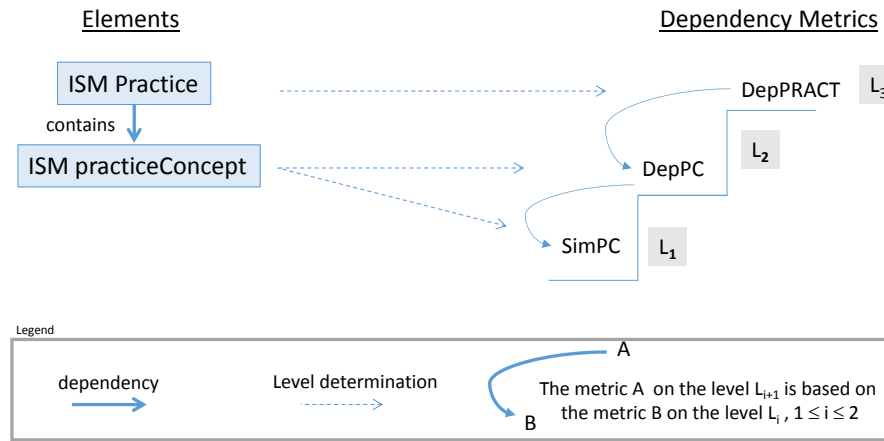 Elements
Dependency Metrics
ISM Practice
DepPRACT
L3
contains
ISM practiceConcept
DepPC
L2
SimPC
L1
Legend
dependency
Level determination
A
B
The metric A on the level Li+1 is based on
the metric B on the level Li , 1 ≤ i ≤ 2